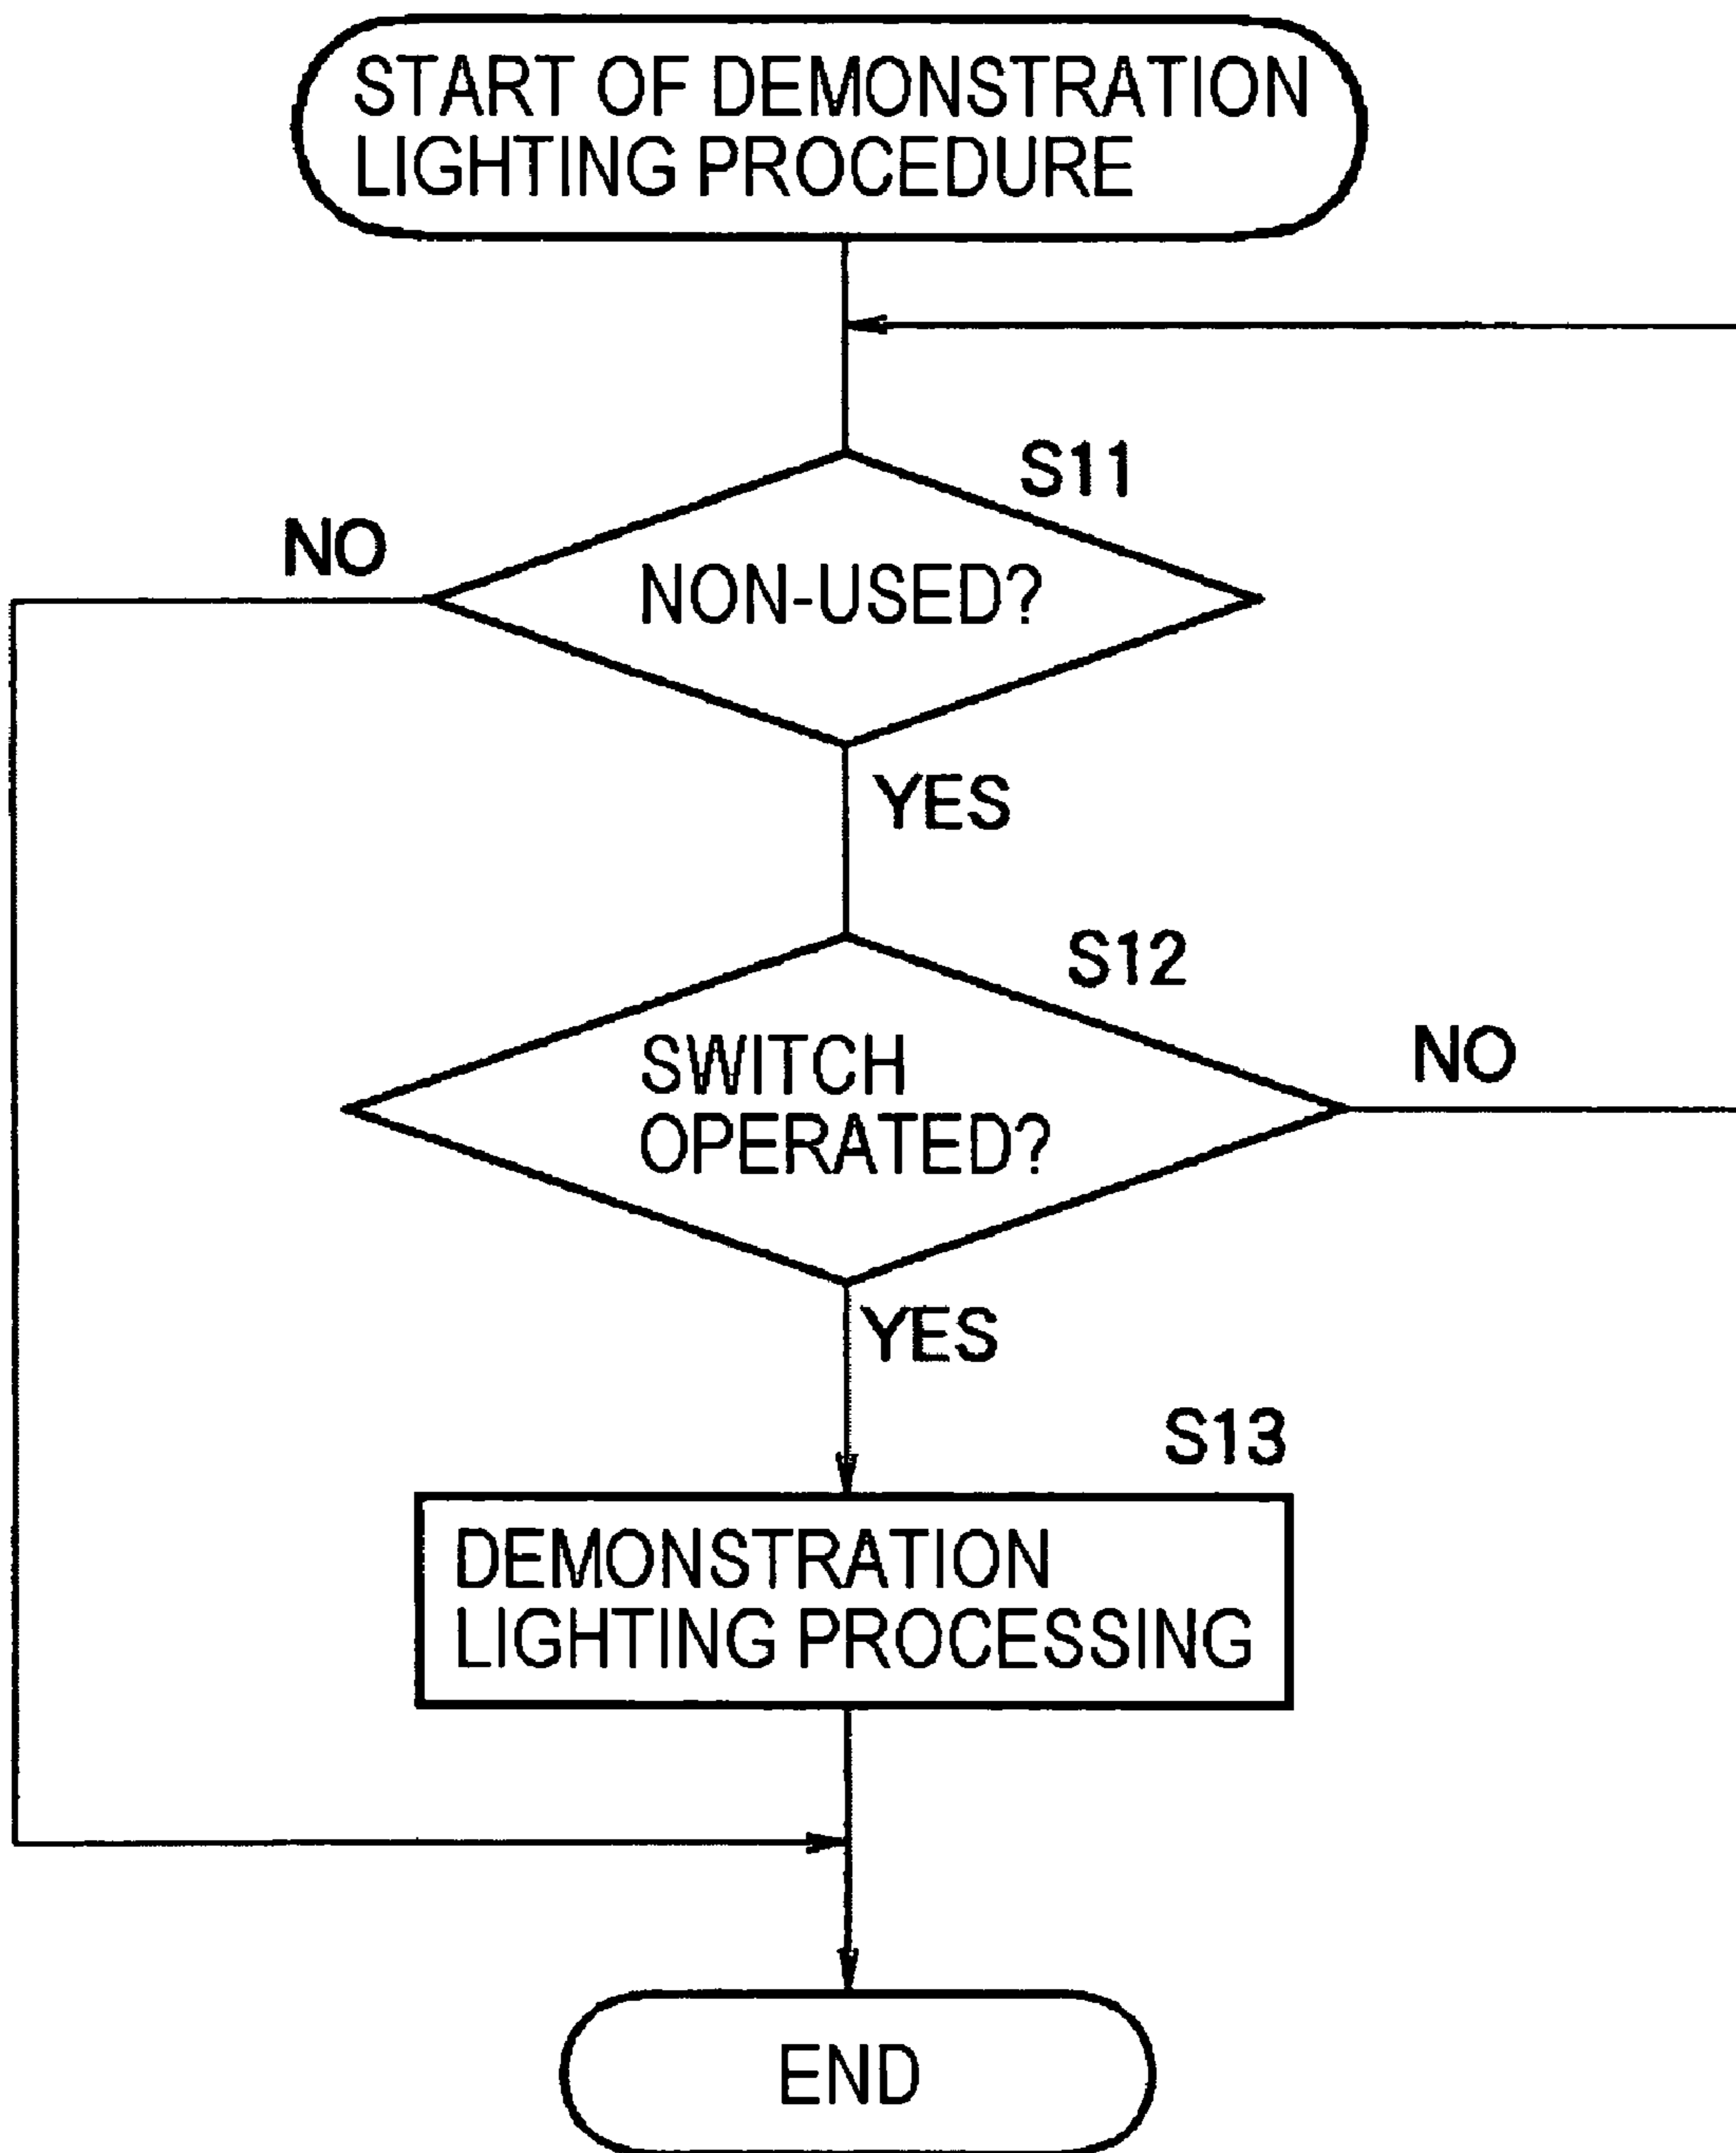 START OF DEMONSTRATION
LIGHTING PROCEDURE
S11
NO
NON-USED?
YES
S12
SWITCH
OPERATED?
NO
YES
S13
DEMONSTRATION
LIGHTING PROCESSING
END